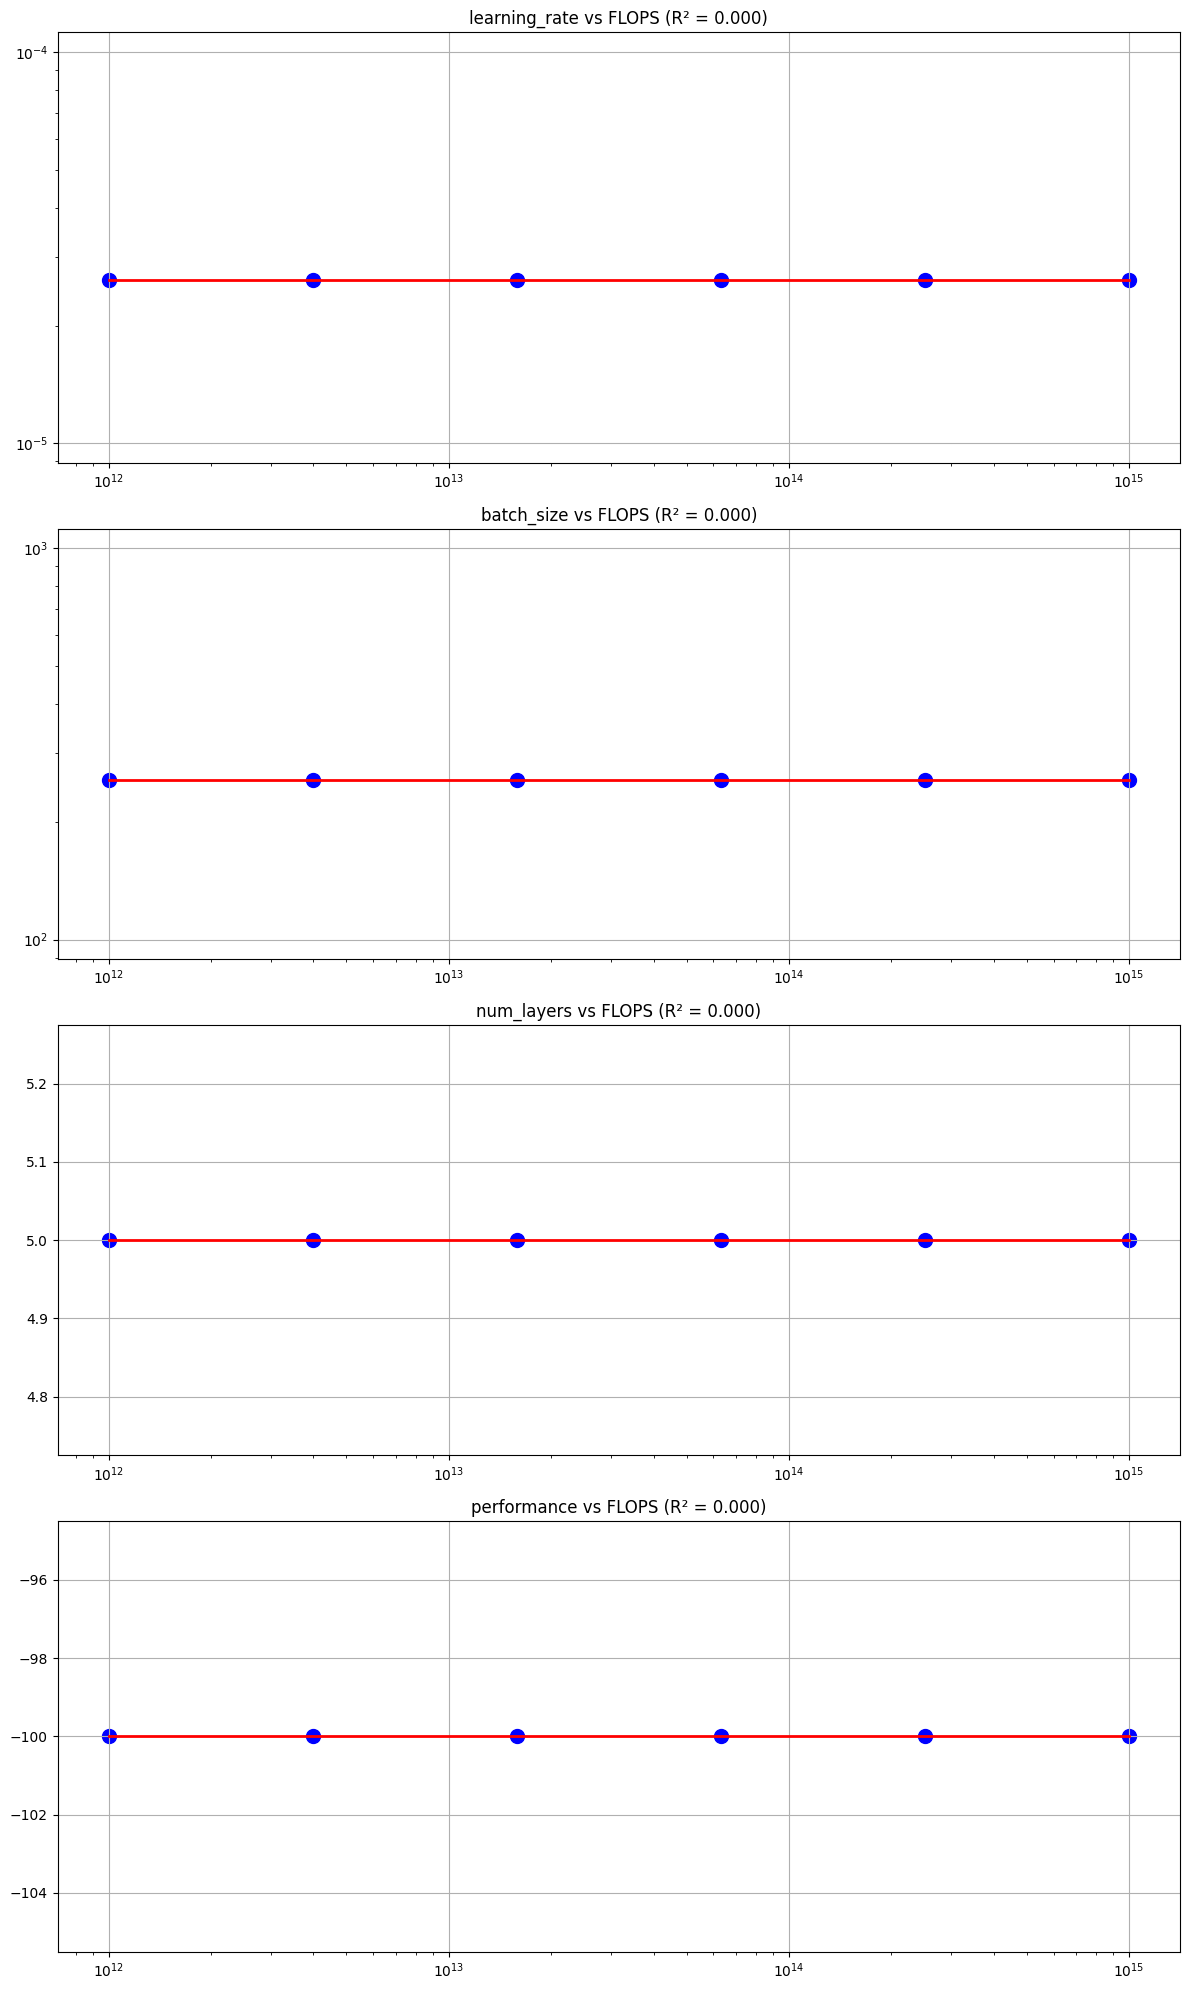 learning_rate vs FLOPS (R² = 0.000)
10⁻⁴
10⁻⁵
10¹² 10¹³ 10¹⁴ 10¹⁵
batch_size vs FLOPS (R² = 0.000)
10³
10²
10¹² 10¹³ 10¹⁴ 10¹⁵
num_layers vs FLOPS (R² = 0.000)
5.2
5.1
5.0
4.9
4.8
10¹² 10¹³ 10¹⁴ 10¹⁵
performance vs FLOPS (R² = 0.000)
−96
−98
−100
−102
−104
10¹² 10¹³ 10¹⁴ 10¹⁵